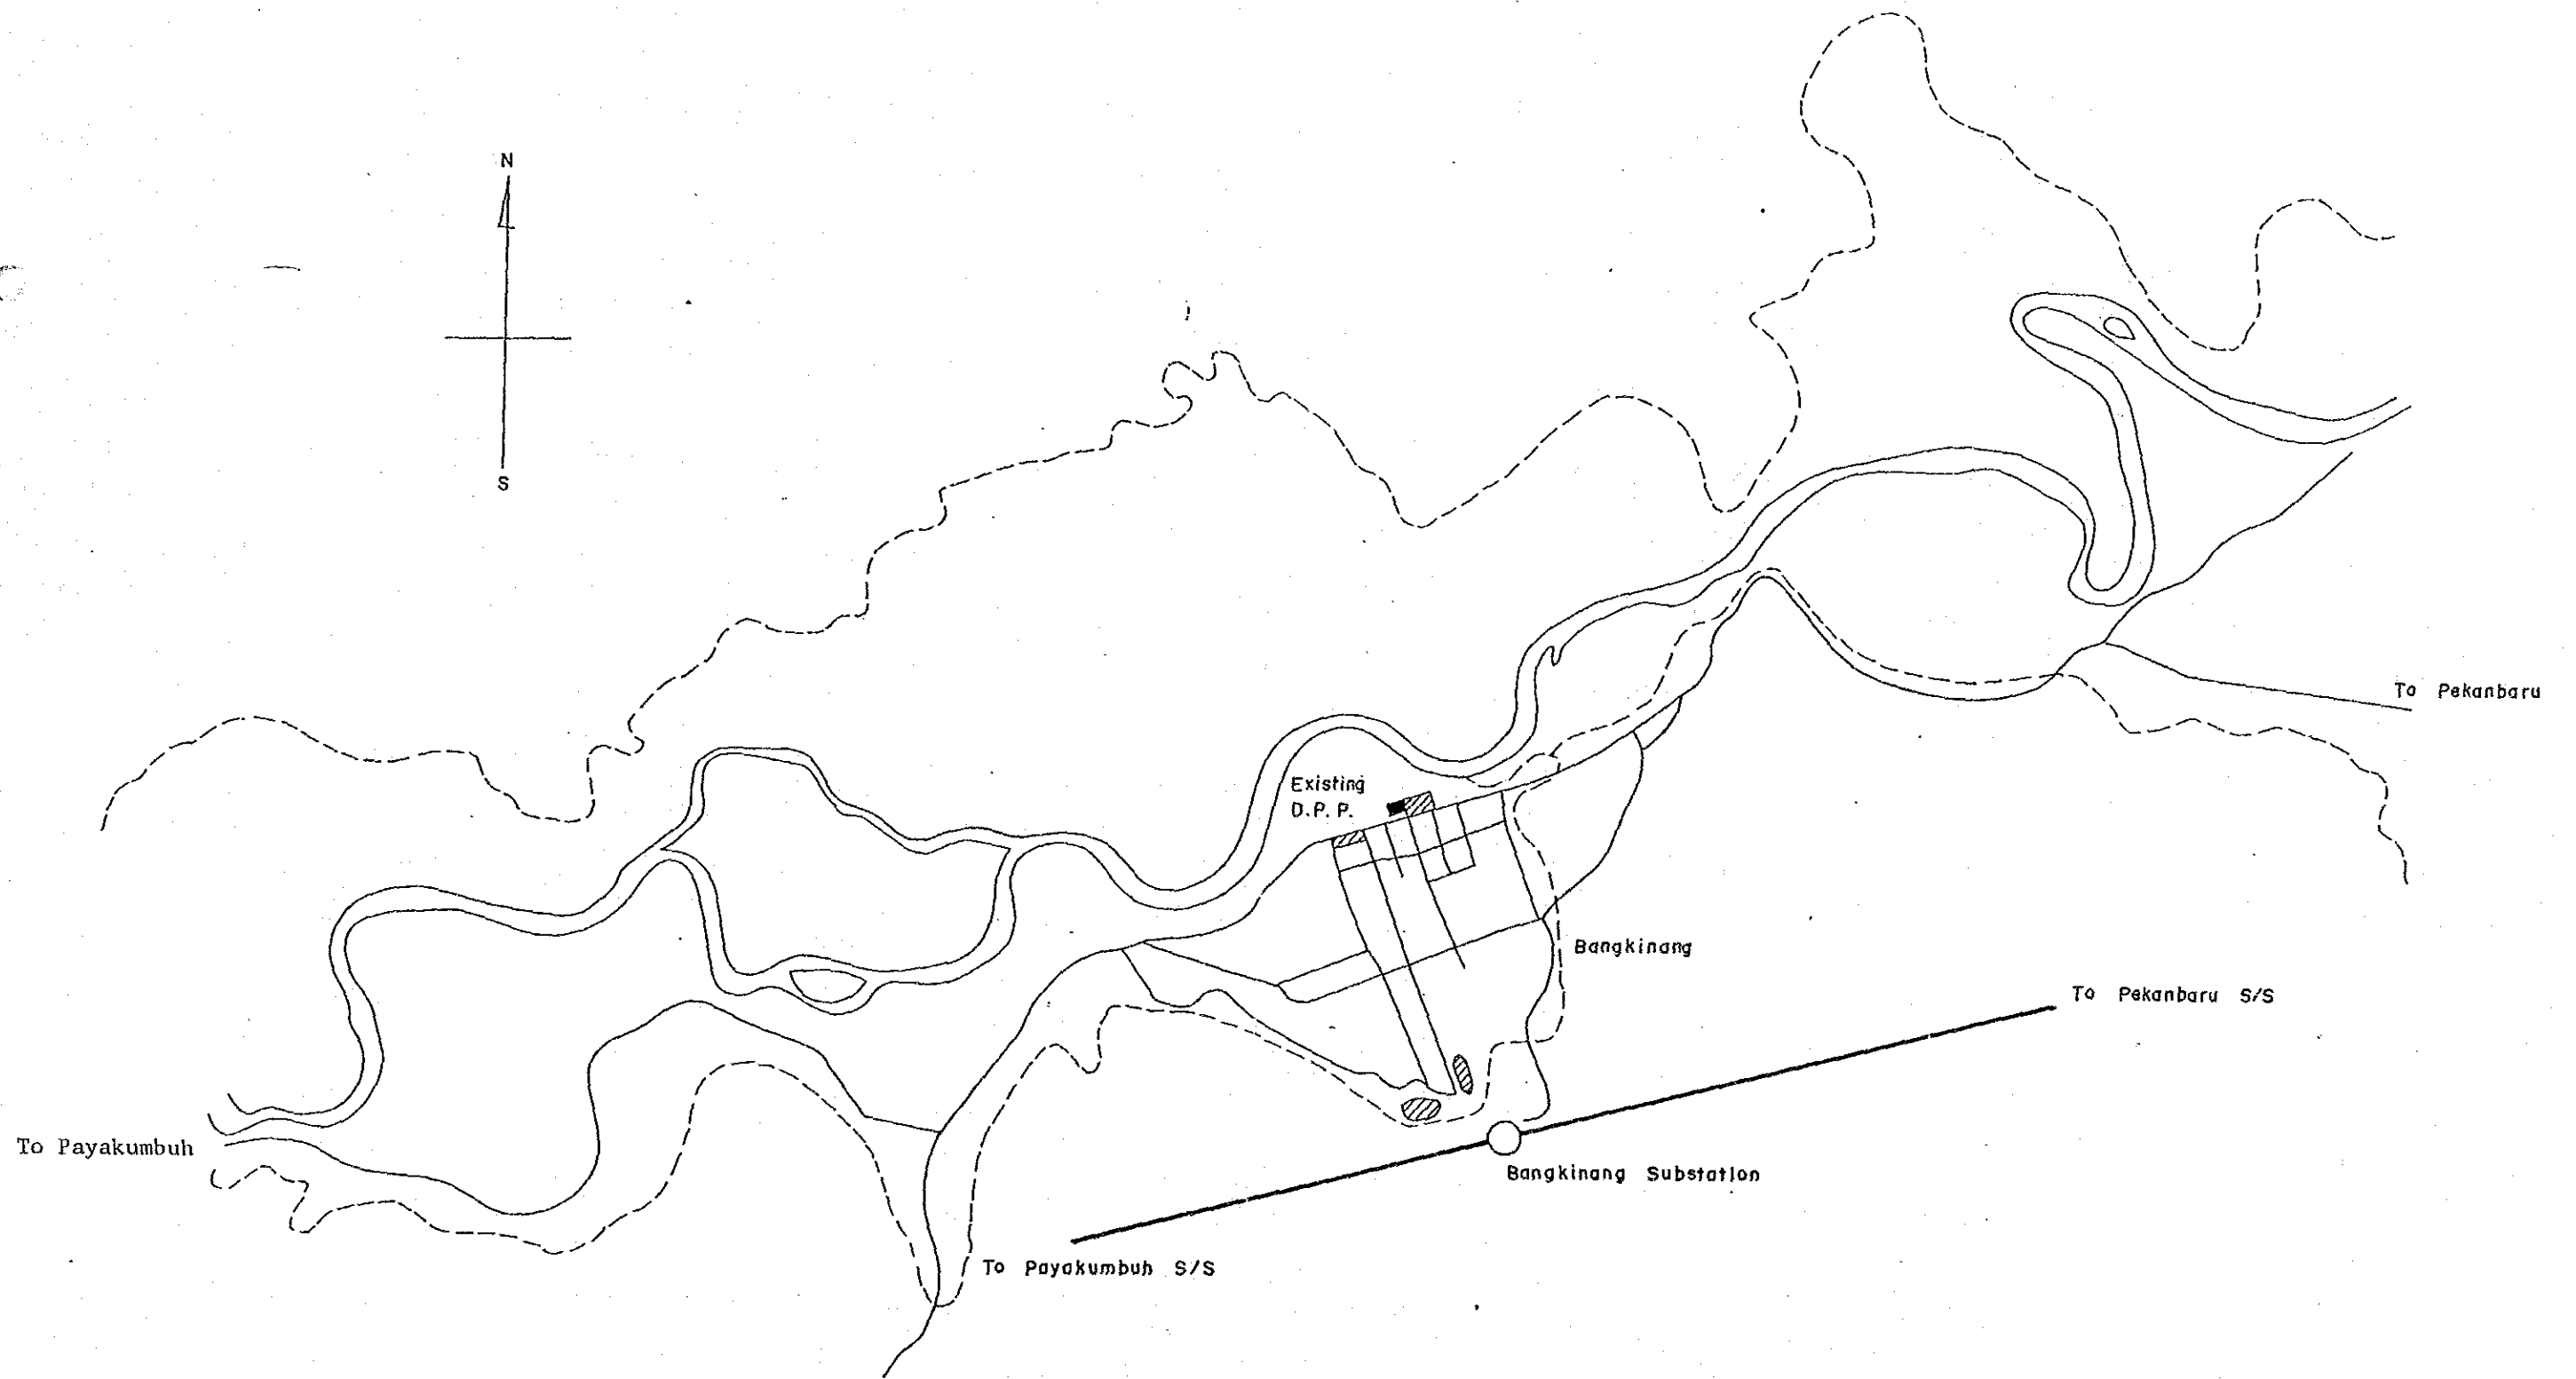 N
S
To Pekanbaru
Existing
D.P.P.
Bangkinang
To Pekanbaru S/S
To Payakumbuh
Bangkinang Substation
To Payakumbuh S/S